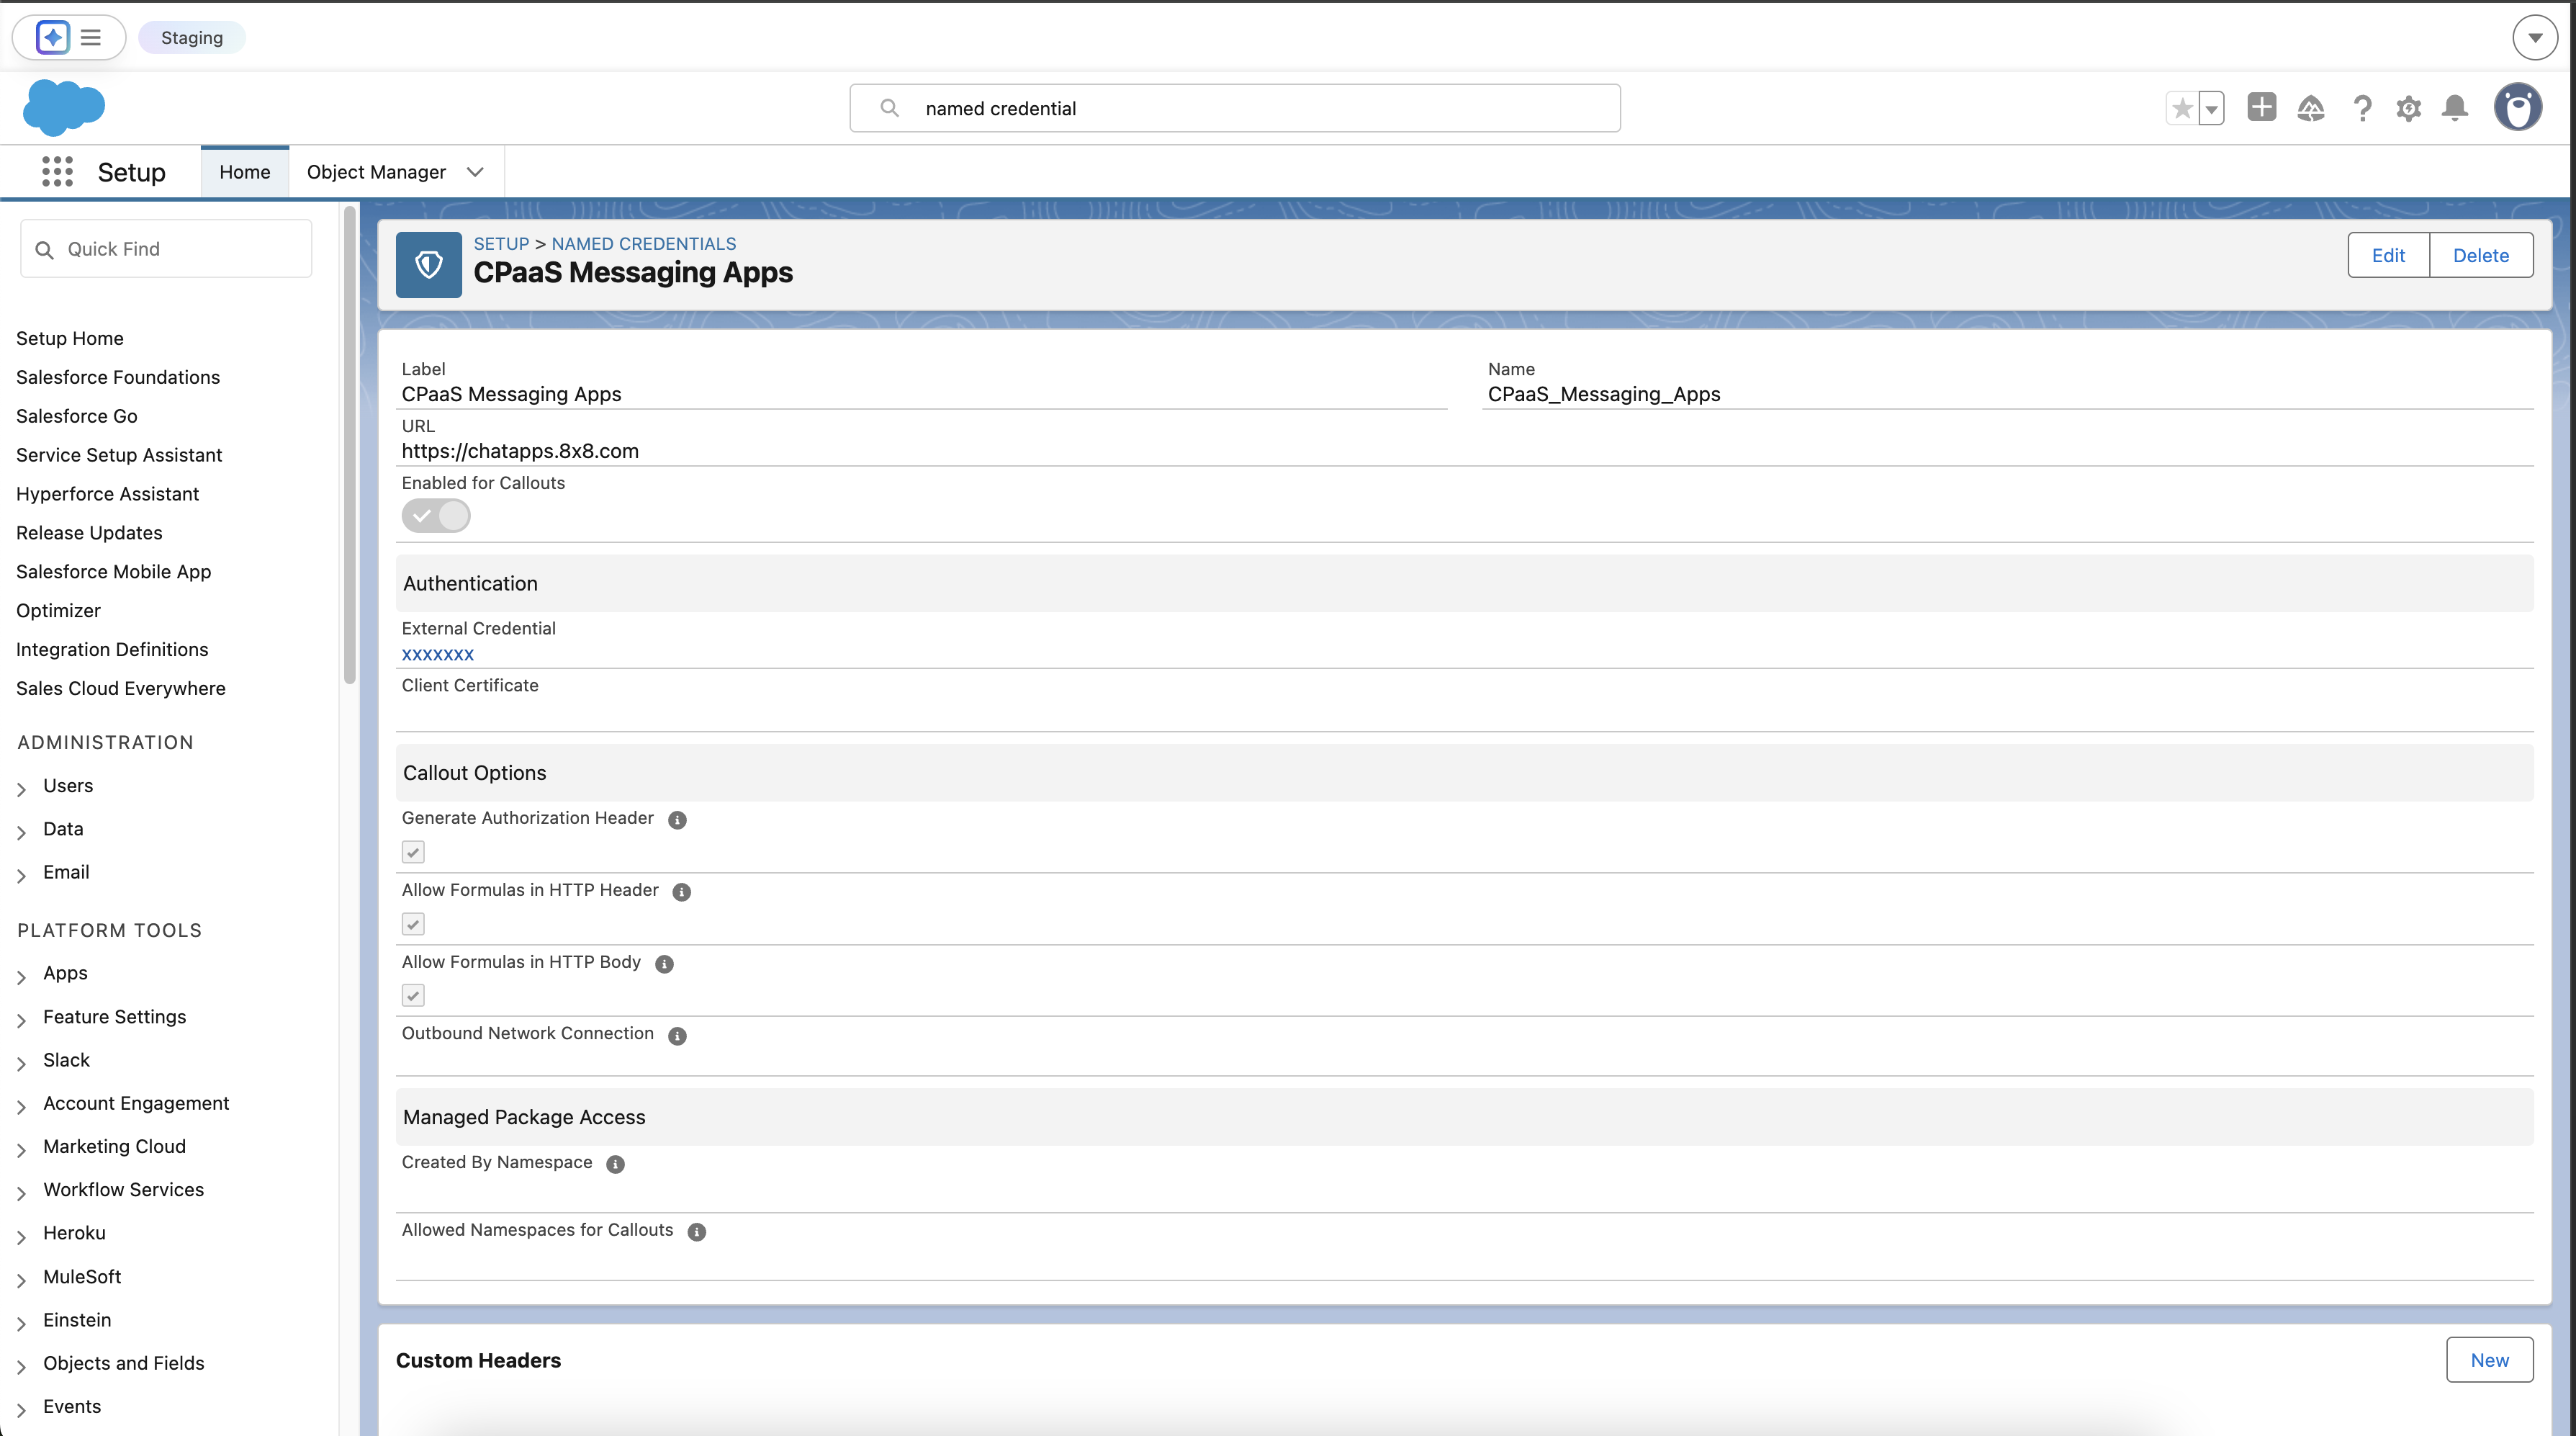 Staging
named credential
Setup
Home
Object Manager
Quick Find
Setup Home
Salesforce Foundations
Salesforce Go
Service Setup Assistant
Hyperforce Assistant
Release Updates
Salesforce Mobile App
Optimizer
Integration Definitions
Sales Cloud Everywhere
ADMINISTRATION
Users
Data
Email
PLATFORM TOOLS
Apps
Feature Settings
Slack
Account Engagement
Marketing Cloud
Workflow Services
Heroku
MuleSoft
Einstein
Objects and Fields
Events
SETUP > NAMED CREDENTIALS
CPaaS Messaging Apps
Edit
Delete
Label
CPaaS Messaging Apps
Name
CPaaS_Messaging_Apps
URL
https://chatapps.8x8.com
Enabled for Callouts
Authentication
External Credential
xxxxxxx
Client Certificate
Callout Options
Generate Authorization Header
Allow Formulas in HTTP Header
Allow Formulas in HTTP Body
Outbound Network Connection
Managed Package Access
Created By Namespace
Allowed Namespaces for Callouts
Custom Headers
New